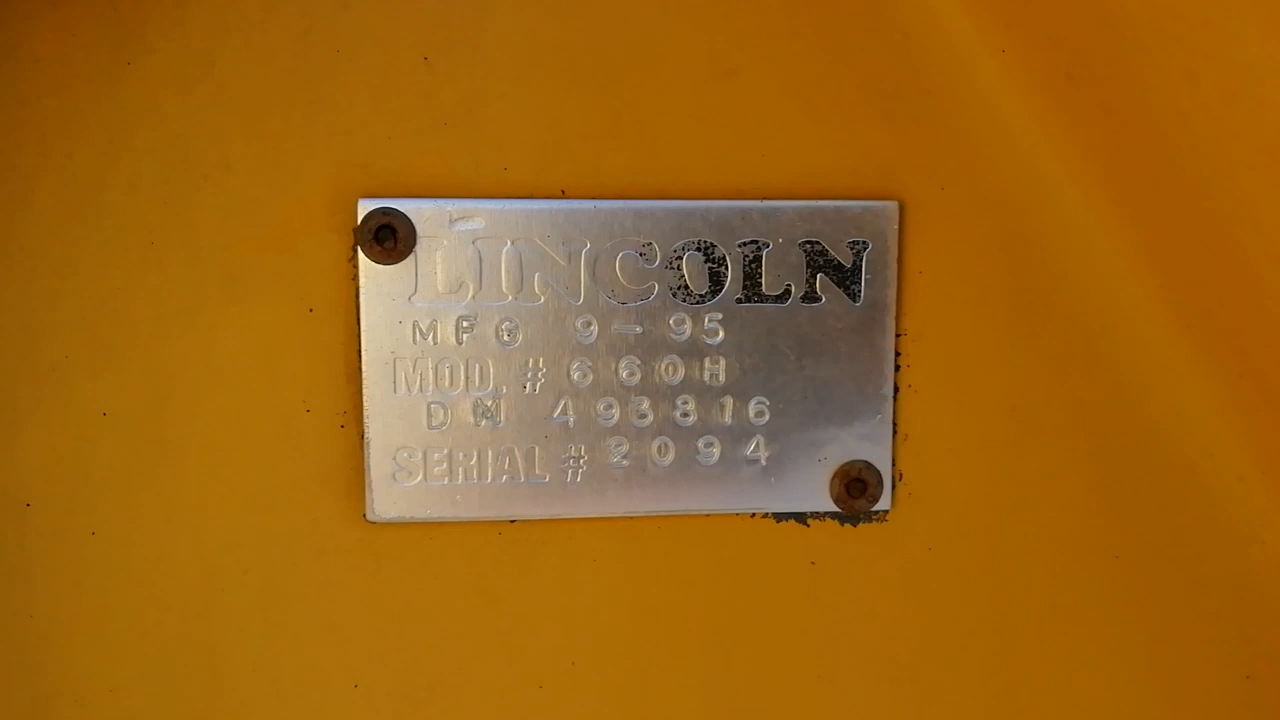 LINCOLN
MFG 9-95
MOD. # 660H
DM 493816
SERIAL # 2094